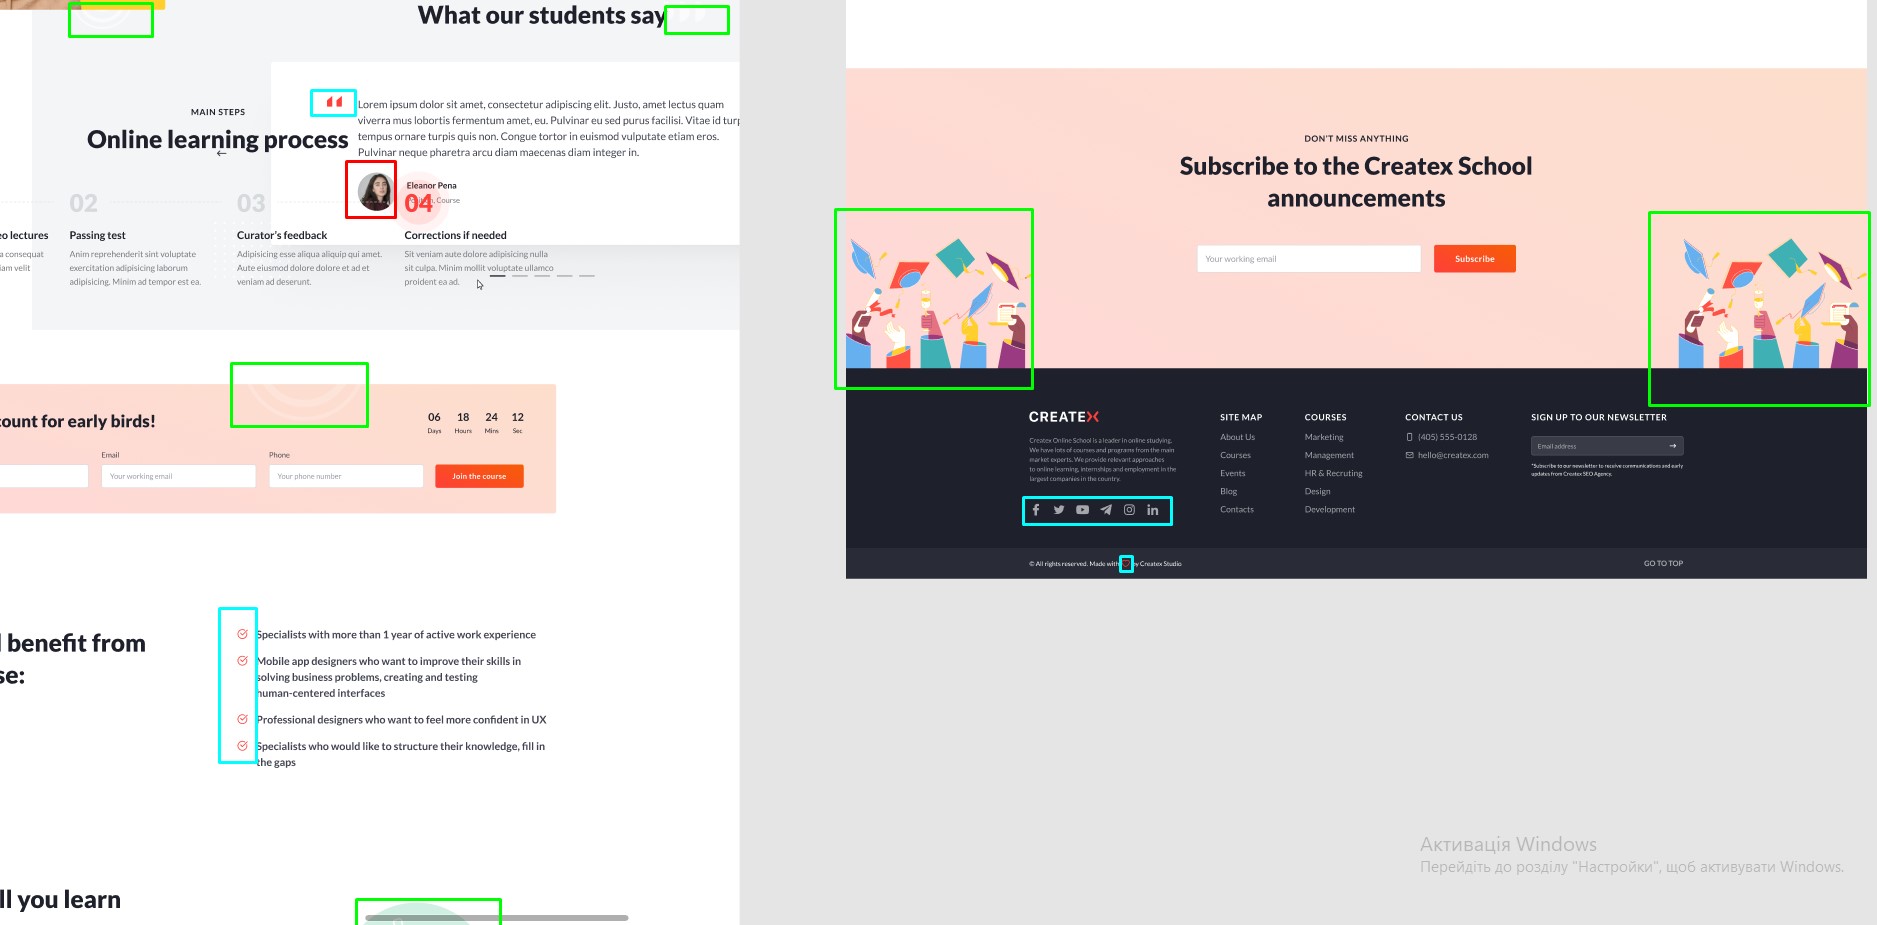 What our students say
MAIN STEPS
Online learning process
Lorem ipsum dolor sit amet, consectetur adipiscing elit. Justo, amet lectus quam
viverra mus lobortis fermentum amet, eu. Pulvinar eu sed purus facilisi. Vitae id turp
tempus ornare turpis quis non. Congue tortor in euismod vulputate etiam eros.
Pulvinar neque pharetra arcu diam maecenas diam integer in.
Eleanor Pena
Course
02
03
04
eo lectures
Passing test
Curator's feedback
Corrections if needed
a consequat
iam velit
Anim reprehenderit sint voluptate
exercitation adipisicing laborum
adipisicing. Minim ad tempor est ea.
Adipisicing esse aliqua aliquip qui amet.
Aute eiusmod dolore dolore et ad et
veniam ad deserunt.
Sit veniam aute dolore adipisicing nulla
sit culpa. Minim mollit voluptate ullamco
proident ea ad.
count for early birds!
06 18 24 12
Days Hours Mins Sec
Email
Phone
Your working email
Your phone number
Join the course
l benefit from
se:
Specialists with more than 1 year of active work experience
Mobile app designers who want to improve their skills in
solving business problems, creating and testing
human-centered interfaces
Professional designers who want to feel more confident in UX
Specialists who would like to structure their knowledge, fill in
the gaps
ll you learn
DON'T MISS ANYTHING
Subscribe to the Createx School
announcements
Your working email
Subscribe
CREATEX
Createx Online School is a leader in online studying.
We have lots of courses and programs from the main
market experts. We provide relevant approaches
to online learning, internships and employment in the
largest companies in the country.
SITE MAP
About Us
Courses
Events
Blog
Contacts
COURSES
Marketing
Management
HR & Recruting
Design
Development
CONTACT US
(405) 555-0128
hello@createx.com
SIGN UP TO OUR NEWSLETTER
Email address
*Subscribe to our newsletter to receive communications and early
updates from Createx SEO Agency.
© All rights reserved. Made with by Createx Studio
GO TO TOP
Активація Windows
Перейдіть до розділу "Настройки", щоб активувати Windows.